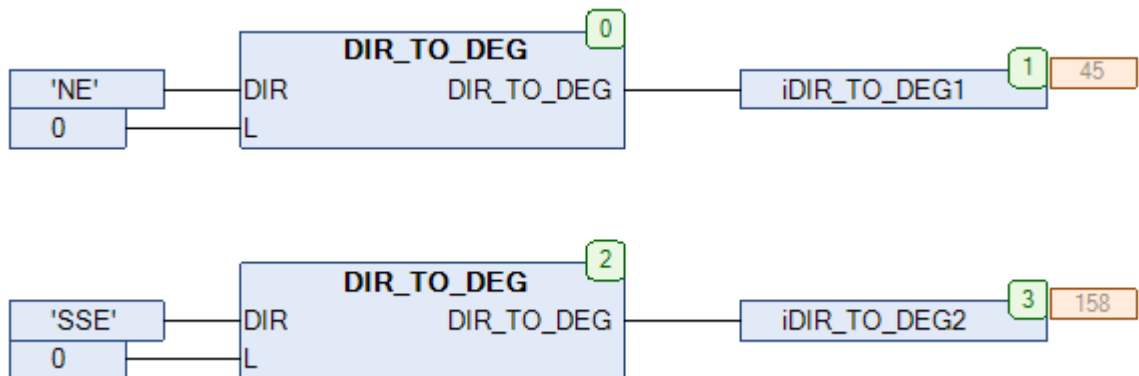 0
DIR_TO_DEG
'NE' DIR DIR_TO_DEG iDIR_TO_DEG1 1 45
0 L
2
DIR_TO_DEG
'SSE' DIR DIR_TO_DEG iDIR_TO_DEG2 3 158
0 L